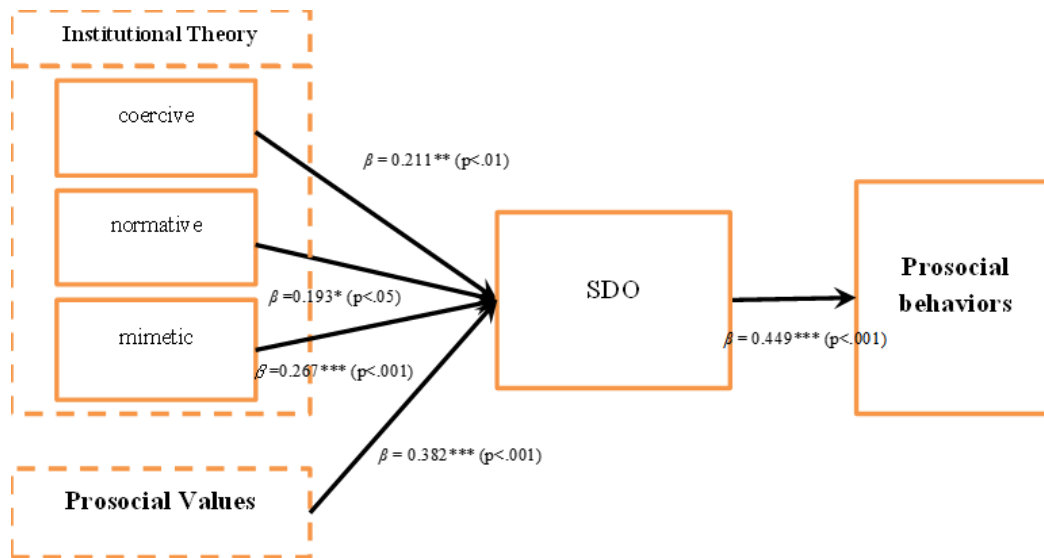 Institutional Theory
coercive
β = 0.211** (p<.01)
normative
β=0.193* (p<.05)
mimetic
β=0.267*** (p<.001)
SDO
β = 0.449*** (p<.001)
Prosocial
behaviors
β = 0.382*** (p<.001)
Prosocial Values